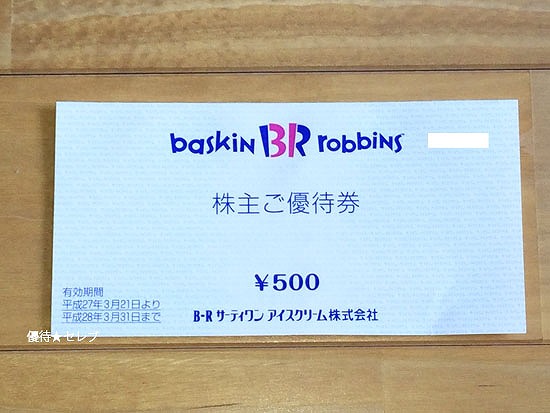 baskin BR robbins
株主ご優待券
¥500
有効期間
平成27年3月21日より
平成28年3月31日まで
B-R サーティワン アイスクリーム株式会社
優待★セレブ